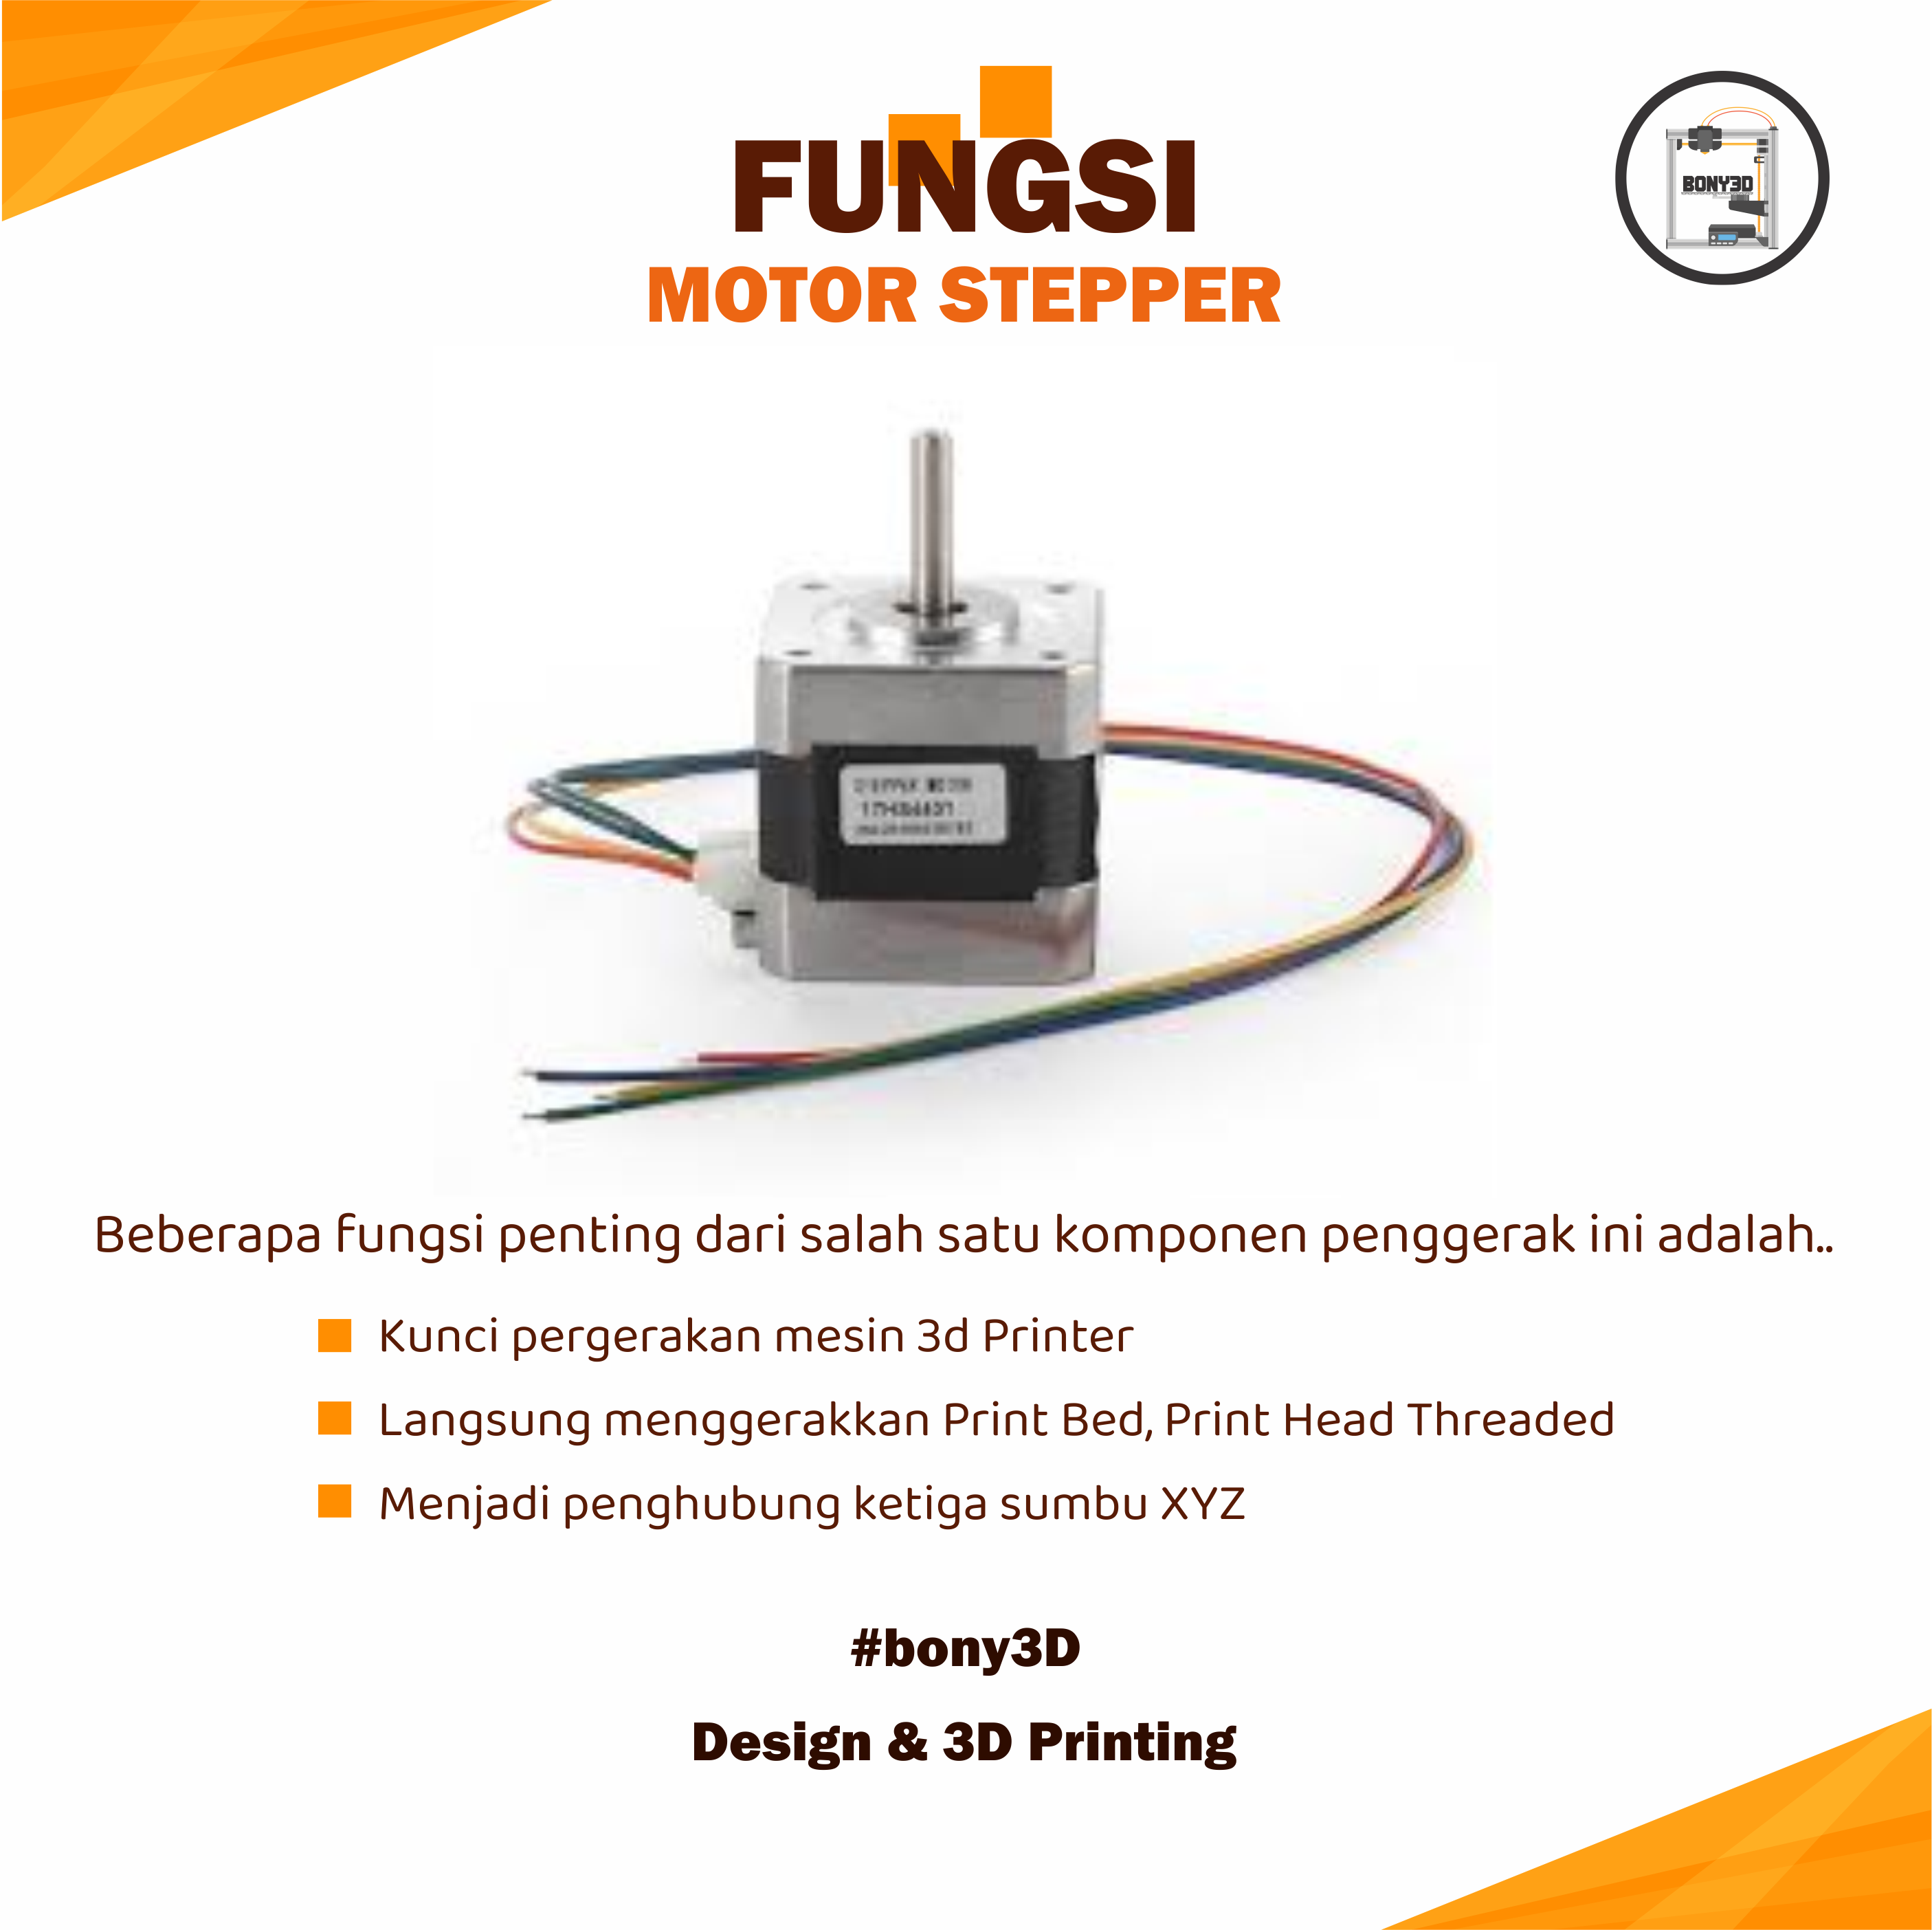 FUNGSI
MOTOR STEPPER
BONY3D
Beberapa fungsi penting dari salah satu komponen penggerak ini adalah..
Kunci pergerakan mesin 3d Printer
Langsung menggerakkan Print Bed, Print Head Threaded
Menjadi penghubung ketiga sumbu XYZ
#bony3D
Design & 3D Printing